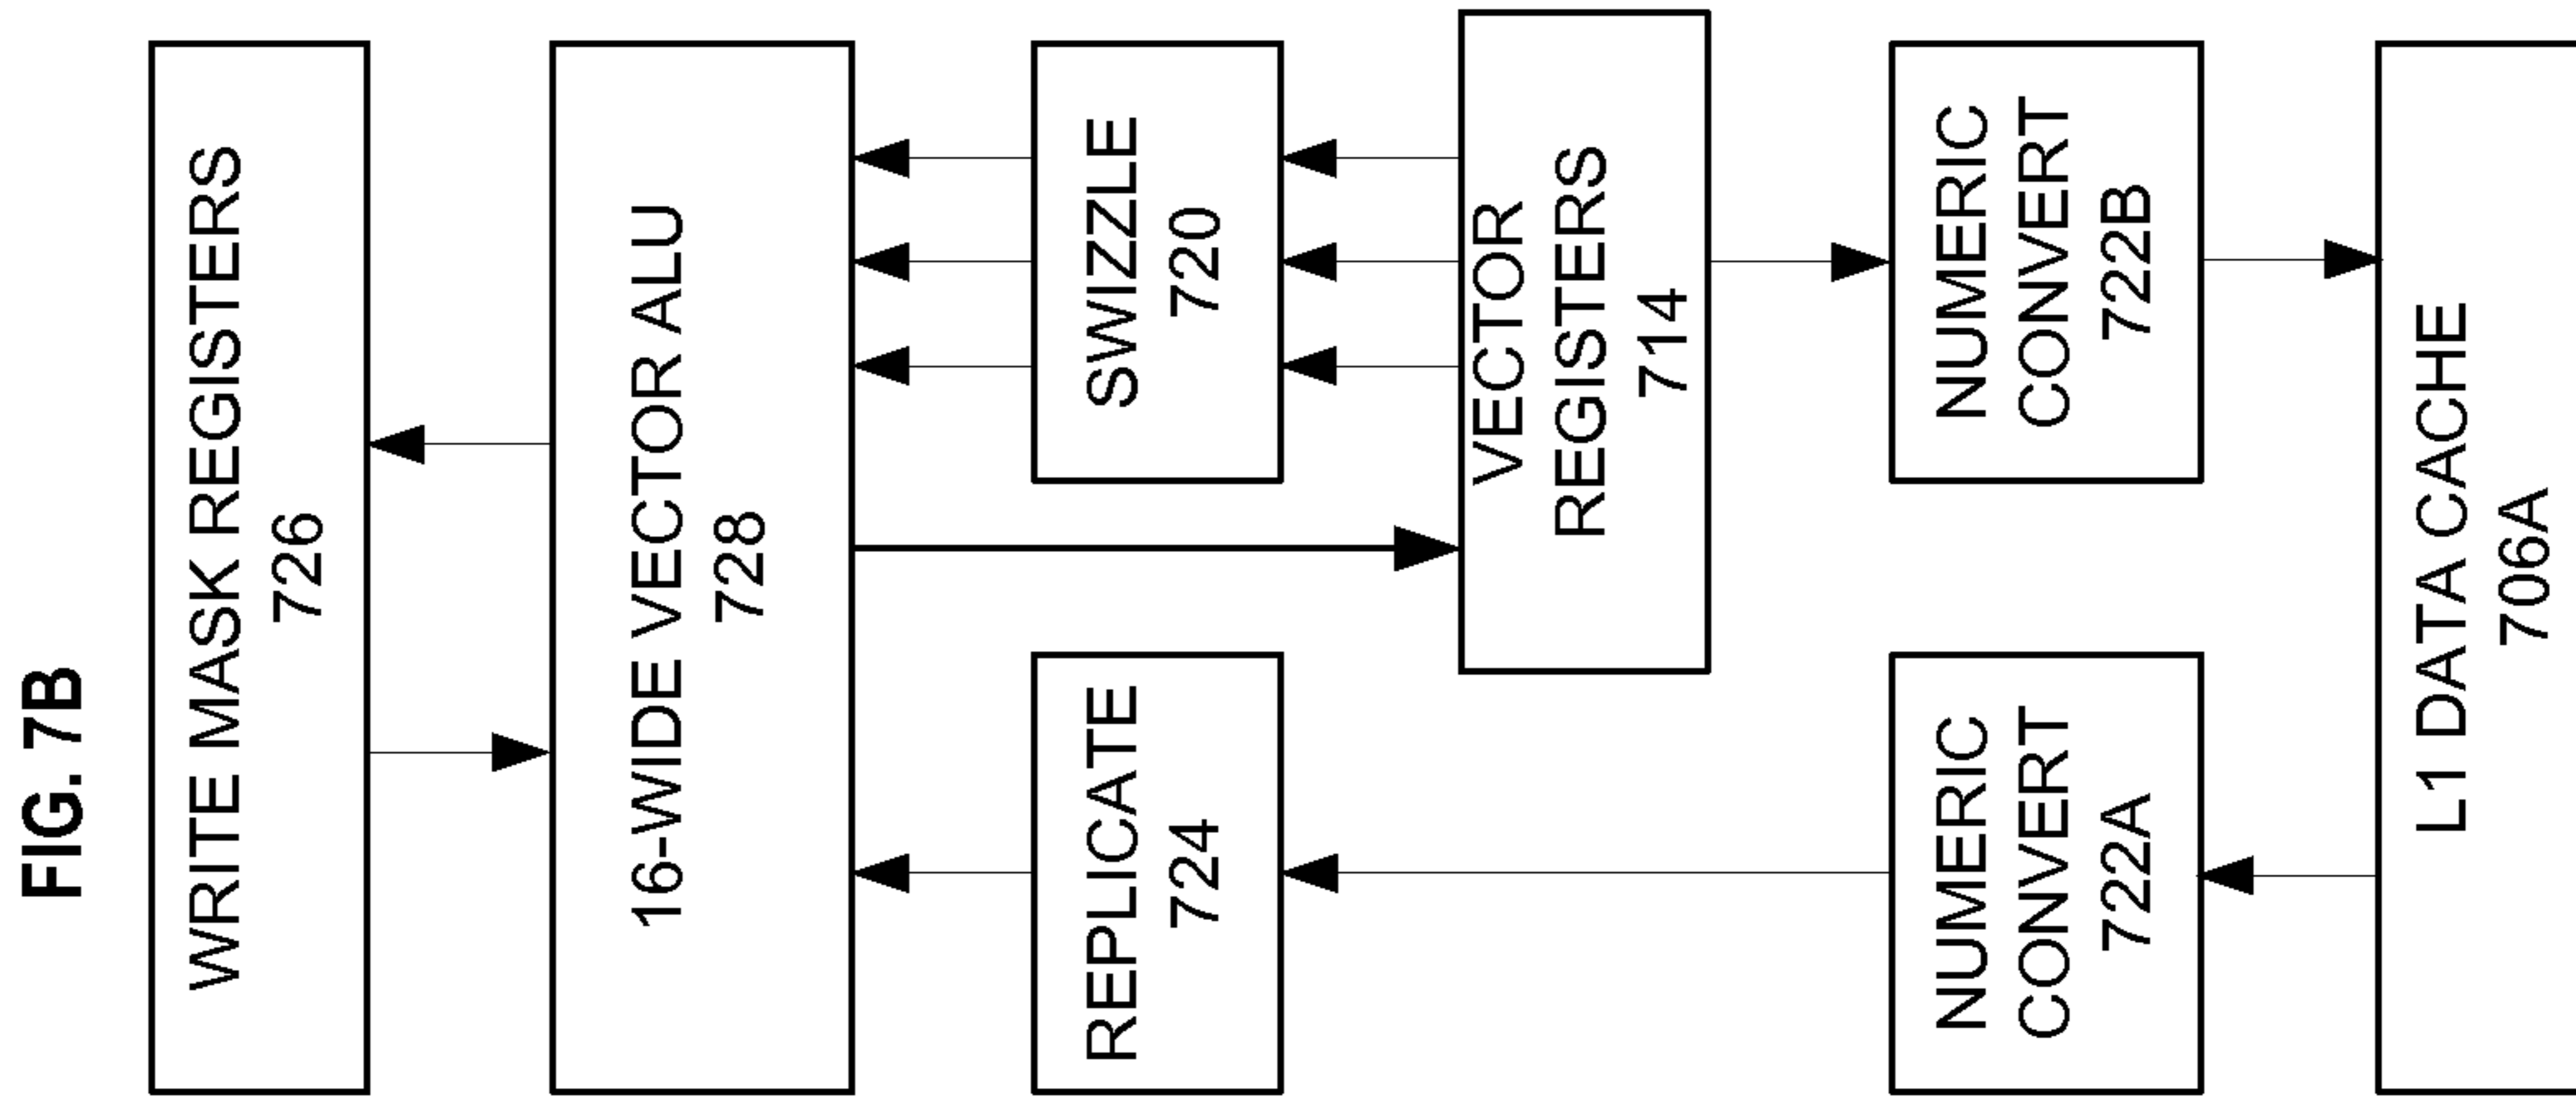 FIG. 7B
WRITE MASK REGISTERS
726
16-WIDE VECTOR ALU
728
REPLICATE
724
SWIZZLE
720
VECTOR
REGISTERS
714
NUMERIC
CONVERT
722A
NUMERIC
CONVERT
722B
L1 DATA CACHE
706A